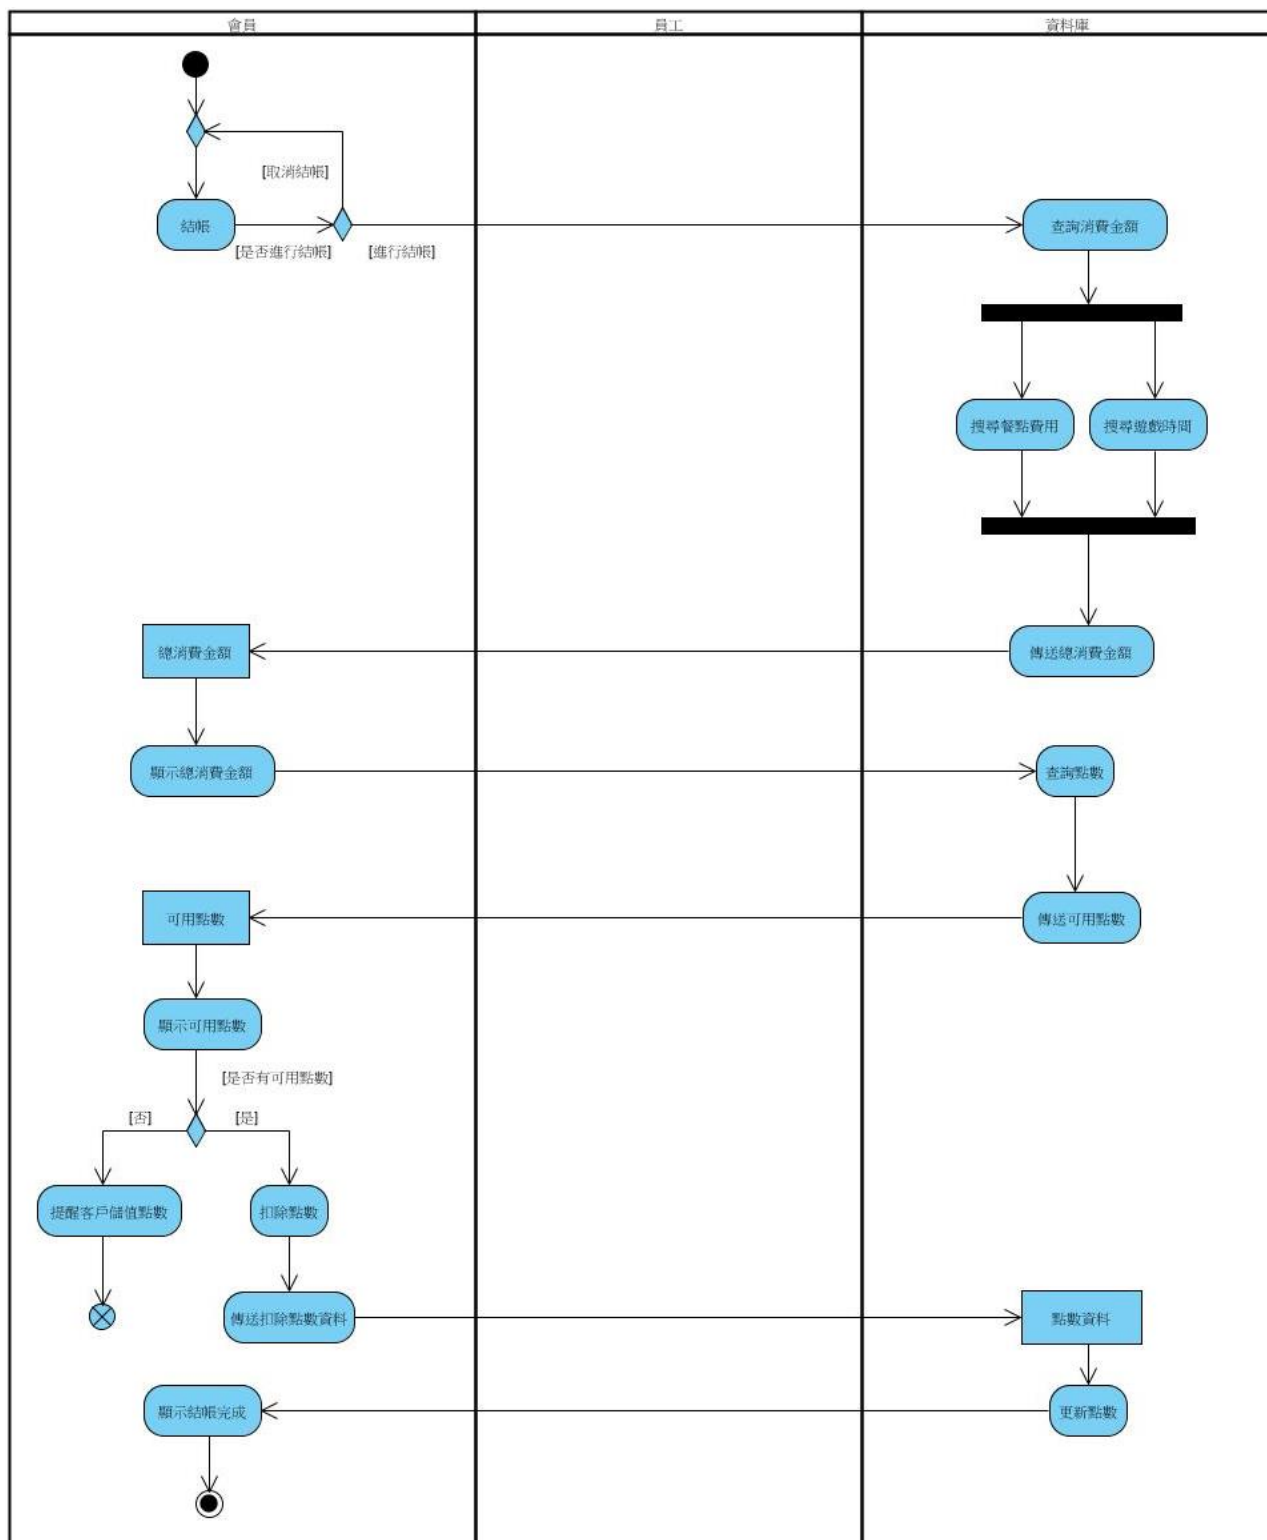 會員
員工
資料庫
[取消結帳]
結帳
[是否進行結帳]
[進行結帳]
查詢消費金額
搜尋餐點費用
搜尋遊戲時間
總消費金額
傳送總消費金額
顯示總消費金額
查詢點數
可用點數
傳送可用點數
顯示可用點數
[是否有可用點數]
[否]
[是]
提醒客戶儲值點數
扣除點數
傳送扣除點數資料
點數資料
顯示結帳完成
更新點數